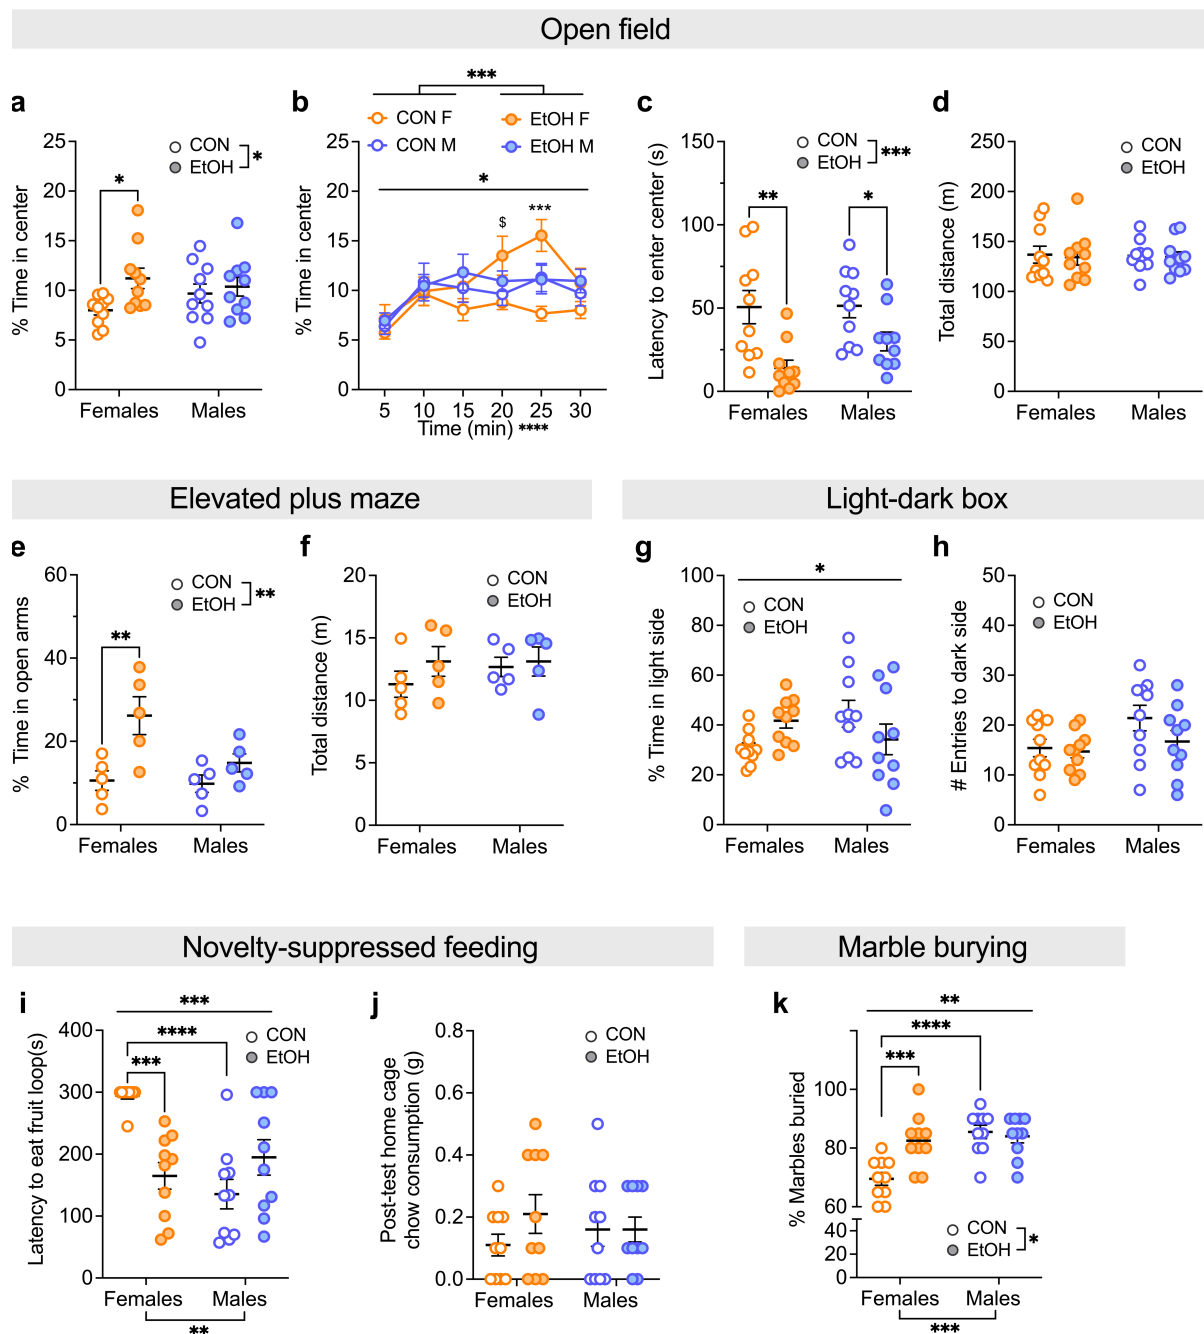 Open field
a
CON
EtOH
*
*
% Time in center
25
20
15
10
5
0
Females
Males
b
***
CON F
EtOH F
CON M
EtOH M
*
$
***
% Time in center
25
20
15
10
5
0
5
10
15
20
25
30
Time (min) ****
c
CON
EtOH
***
**
*
Latency to enter center (s)
150
100
50
0
Females
Males
d
CON
EtOH
Total distance (m)
250
200
150
100
50
0
Females
Males
Elevated plus maze
Light-dark box
e
CON
EtOH
**
**
% Time in open arms
60
40
20
0
Females
Males
f
CON
EtOH
Total distance (m)
20
15
10
5
0
Females
Males
g
*
CON
EtOH
% Time in light side
100
80
60
40
20
0
Females
Males
h
CON
EtOH
# Entries to dark side
50
40
30
20
10
0
Females
Males
Novelty-suppressed feeding
Marble burying
i
***
****
***
CON
EtOH
Latency to eat fruit loop(s)
400
300
200
100
0
Females
Males
**
j
CON
EtOH
Post-test home cage
chow consumption (g)
0.8
0.6
0.4
0.2
0.0
Females
Males
k
**
****
***
CON
EtOH
*
% Marbles buried
100
80
60
40
20
0
Females
Males
***